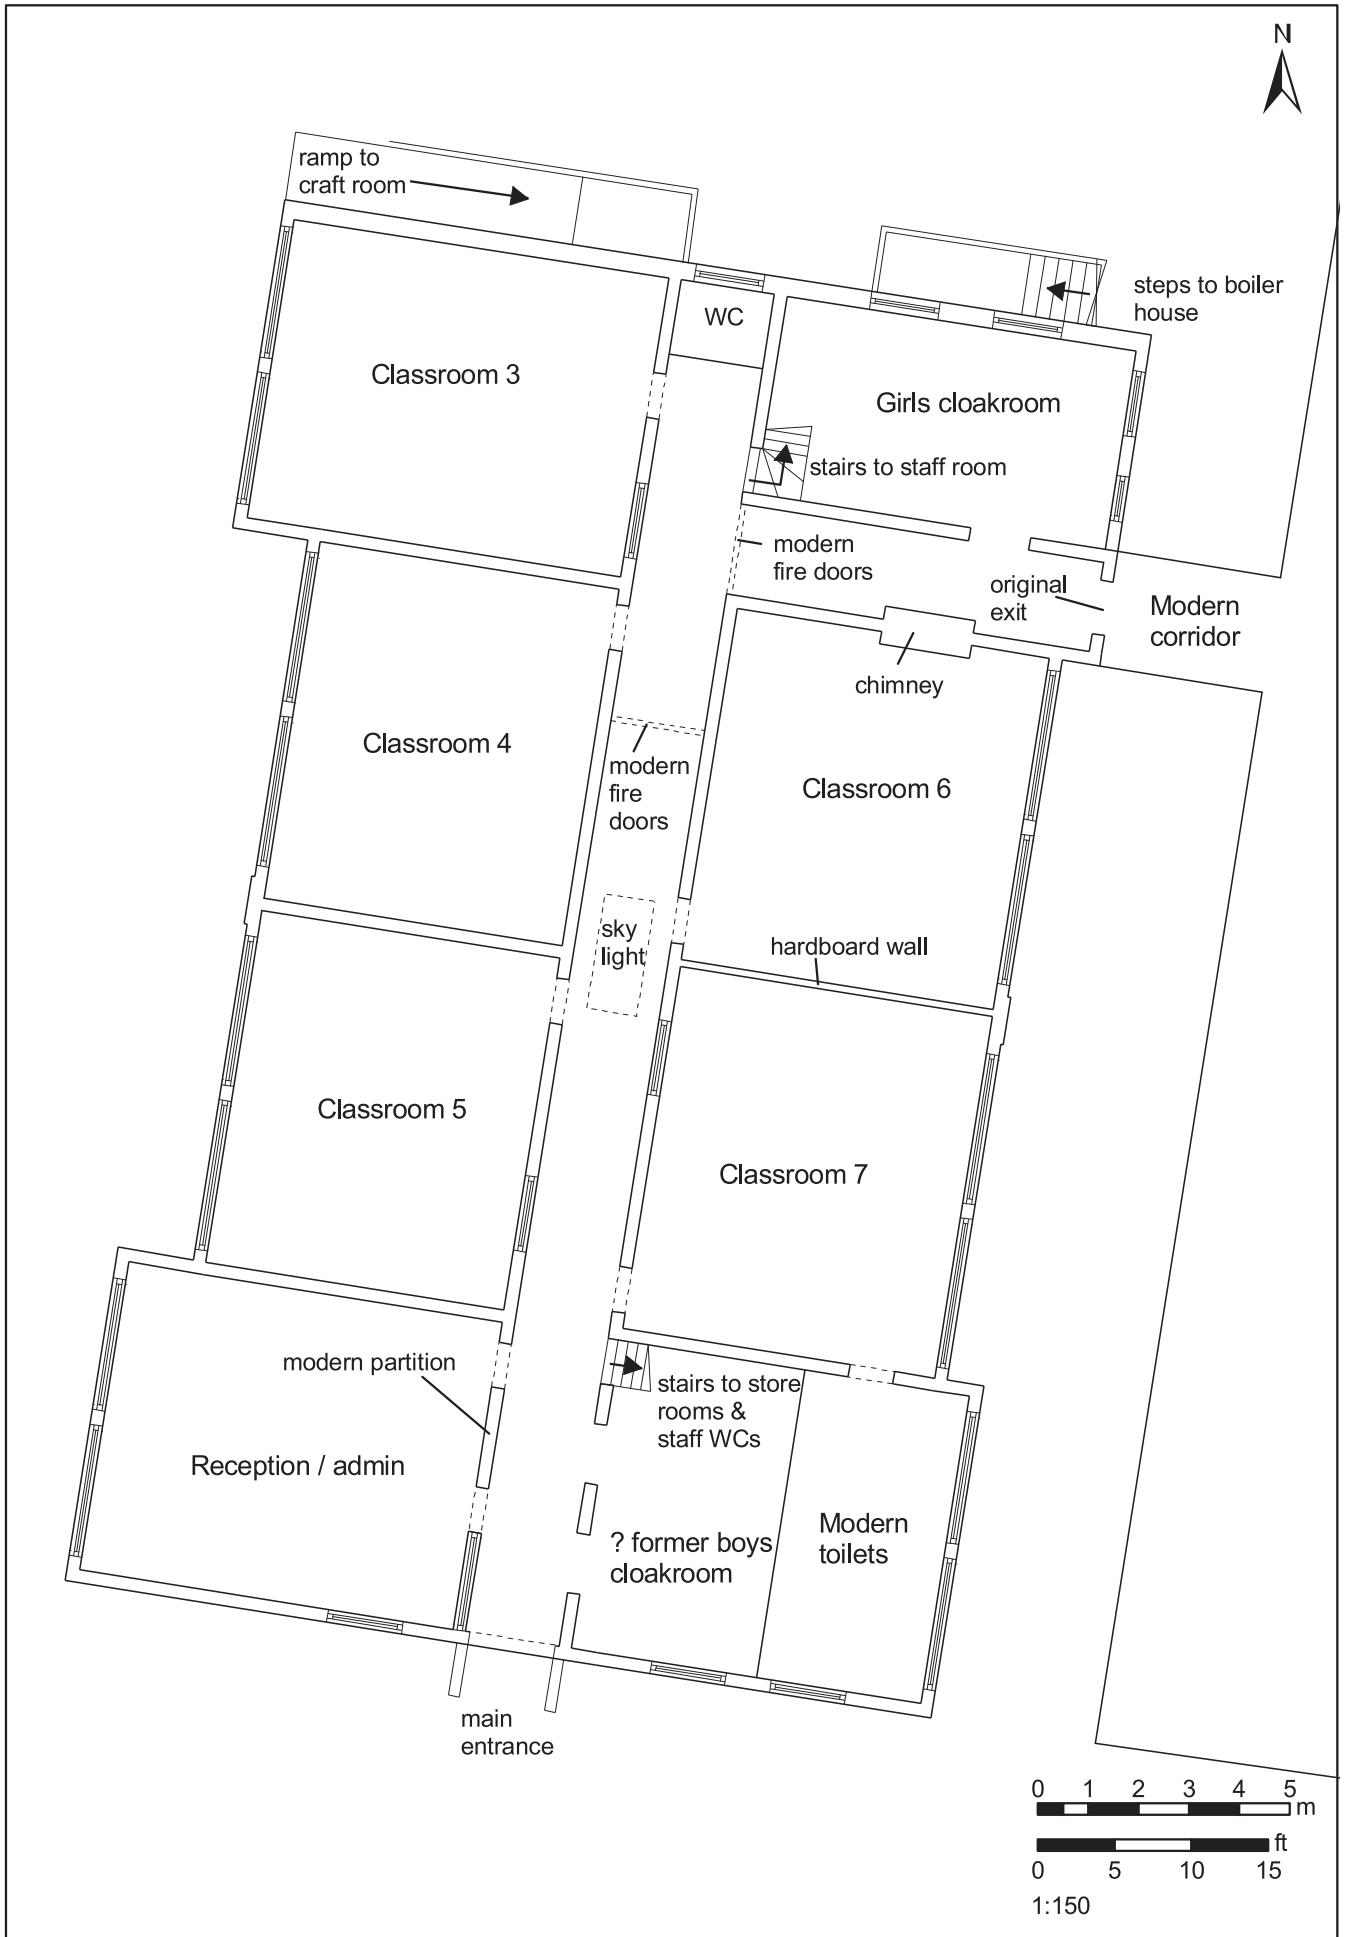 N
ramp to
craft room
steps to boiler
house
WC
Classroom 3
Girls cloakroom
stairs to staff room
modern
fire doors
original
exit
Modern
corridor
chimney
Classroom 4
modern
fire
doors
Classroom 6
sky
light
hardboard wall
Classroom 5
Classroom 7
modern partition
stairs to store
rooms &
staff WCs
Reception / admin
? former boys
cloakroom
Modern
toilets
main
entrance
0 1 2 3 4 5
m
ft
0 5 10 15
1:150